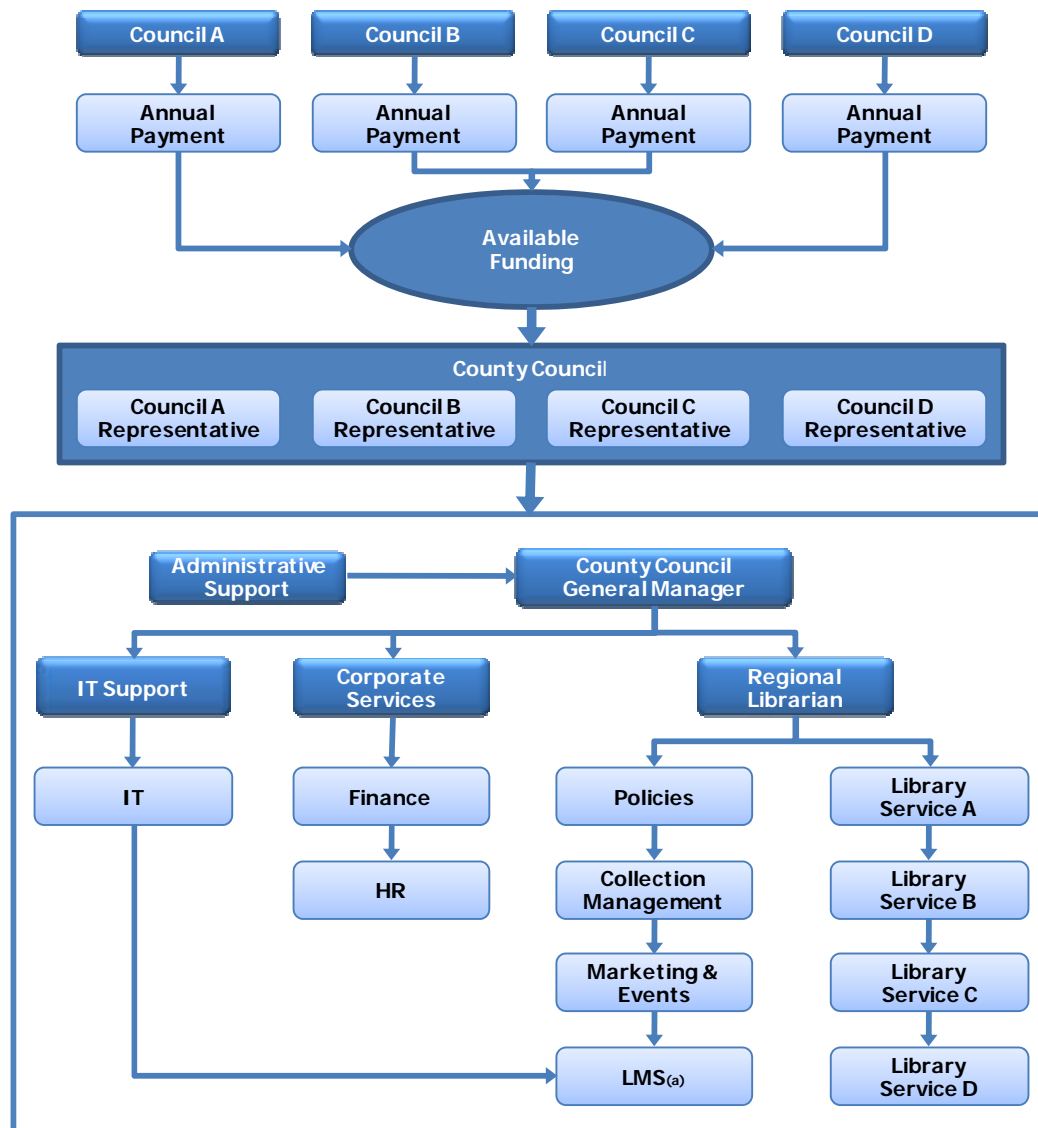 Council A
Council B
Council C
Council D
Annual
Payment
Annual
Payment
Annual
Payment
Annual
Payment
Available
Funding
County Council
Council A
Representative
Council B
Representative
Council C
Representative
Council D
Representative
Administrative
Support
County Council
General Manager
IT Support
Corporate
Services
Regional
Librarian
IT
Finance
Policies
Library
Service A
HR
Collection
Management
Library
Service B
Marketing &
Events
Library
Service C
LMS(a)
Library
Service D